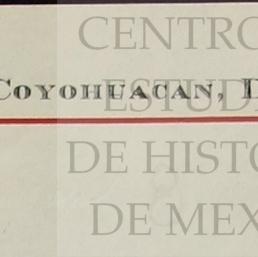 CENTRO
COYOHUACAN, D
ESTUDI
DE HISTO
DE MEX